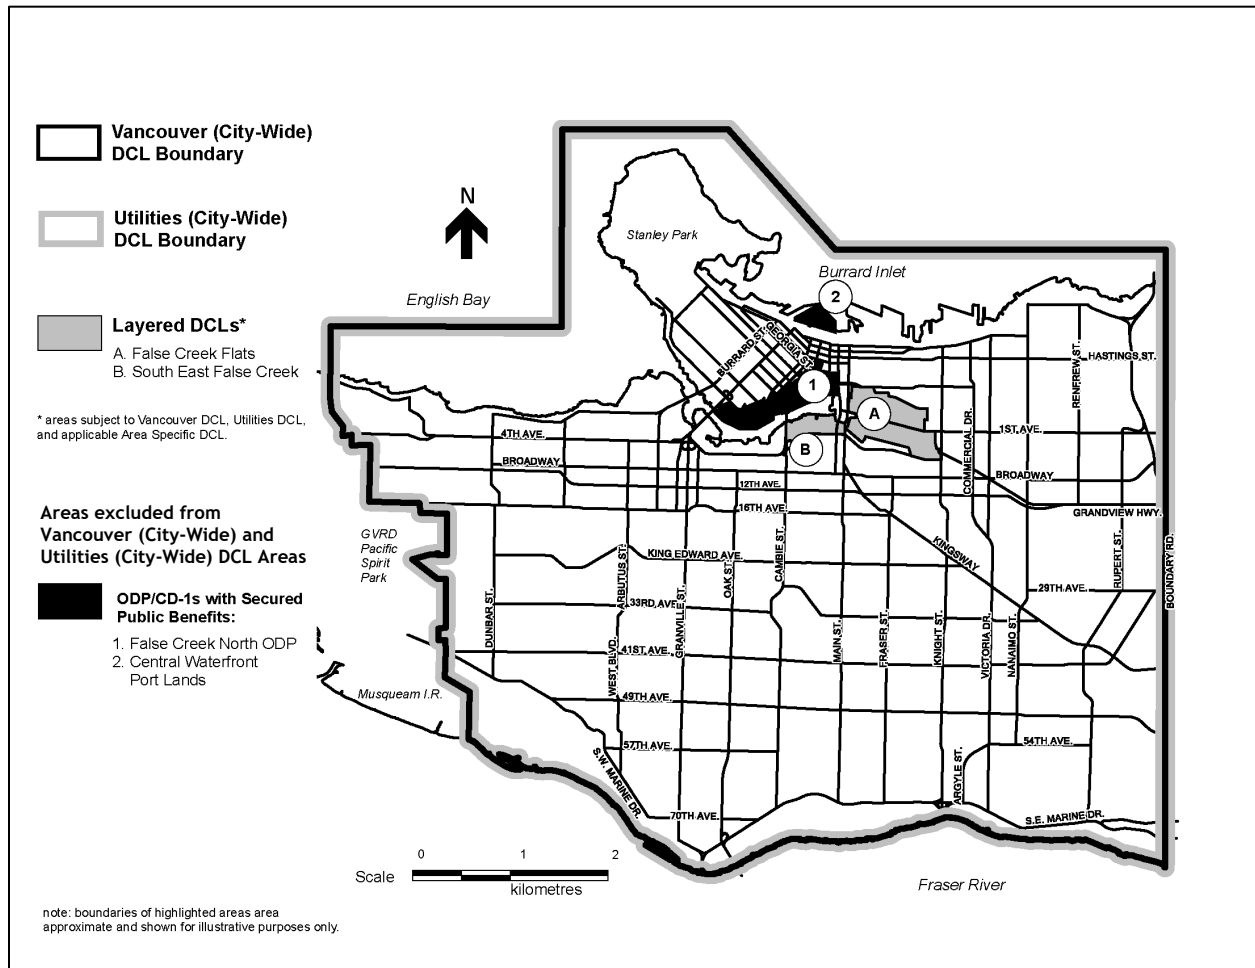 Vancouver (City-Wide)
DCL Boundary
Utilities (City-Wide)
DCL Boundary
Layered DCLs*
A. False Creek Flats
B. South East False Creek
* areas subject to Vancouver DCL, Utilities DCL,
and applicable Area Specific DCL.
Areas excluded from
Vancouver (City-Wide) and
Utilities (City-Wide) DCL Areas
ODP/CD-1s with Secured
Public Benefits:
1. False Creek North ODP
2. Central Waterfront
Port Lands
note: boundaries of highlighted areas area
approximate and shown for illustrative purposes only.
N
Stanley Park
English Bay
Burrard Inlet
2
BURRARD ST.
GEORGIA ST.
1
A
B
HASTINGS ST.
RENFREW ST.
4TH AVE.
1ST AVE.
COMMERCIAL DR.
BROADWAY
BROADWAY
12TH AVE.
16TH AVE.
GRANDVIEW HWY.
GVRD
Pacific
Spirit
Park
KING EDWARD AVE.
KINGSWAY
CAMBIE ST.
ARBUTUS ST.
OAK ST.
RUPERT ST.
BOUNDARY RD.
29TH AVE.
33RD AVE.
DUNBAR ST.
GRANVILLE ST.
MAIN ST.
FRASER ST.
KNIGHT ST.
VICTORIA DR.
NANAIMO ST.
41ST AVE.
WEST BLVD.
Musqueam I.R.
49TH AVE.
57TH AVE.
54TH AVE.
S.W. MARINE DR.
ARGYLE ST.
70TH AVE.
S.E. MARINE DR.
0 1 2
Scale
kilometres
Fraser River